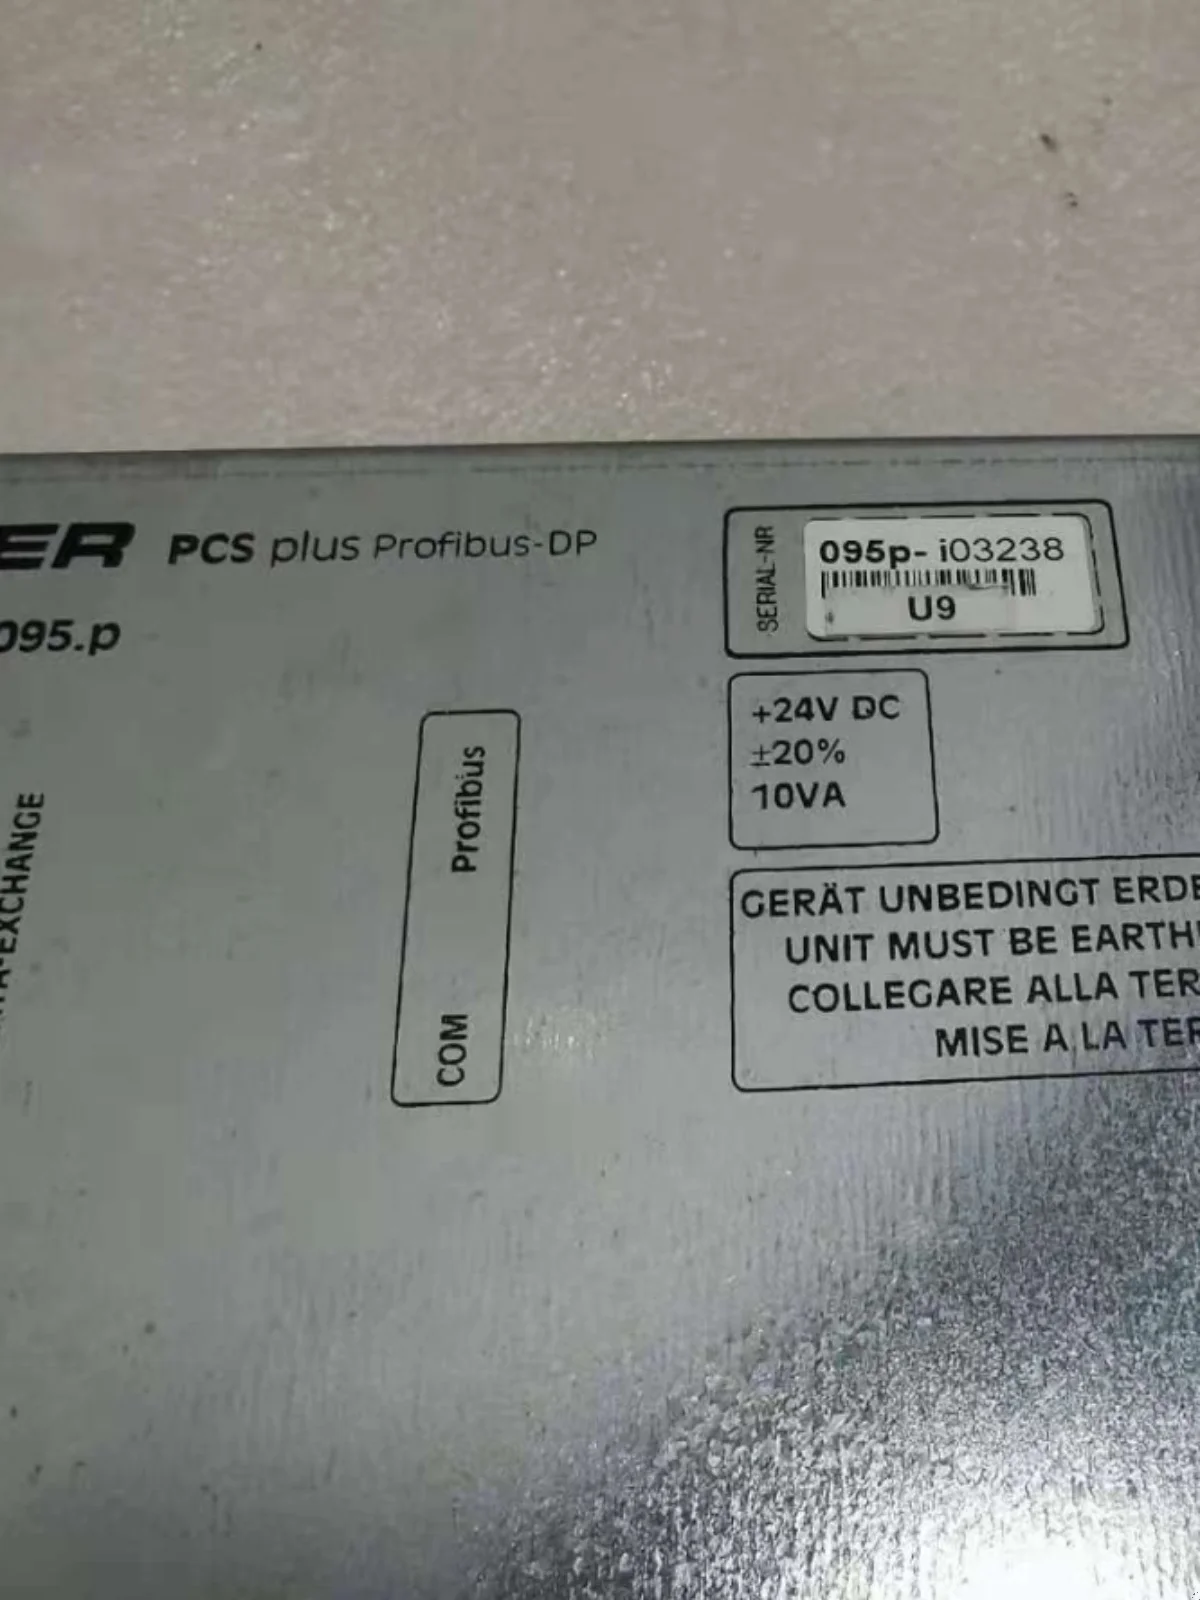 ER PCS plus Profibus-DP
095.p
SERIAL-NR
095p- i03238
U9
+24V DC
±20%
10VA
Profibus
COM
TA-EXCHANGE
GERÄT UNBEDINGT ERDE
UNIT MUST BE EARTH
COLLEGARE ALLA TER
MISE A LA TER